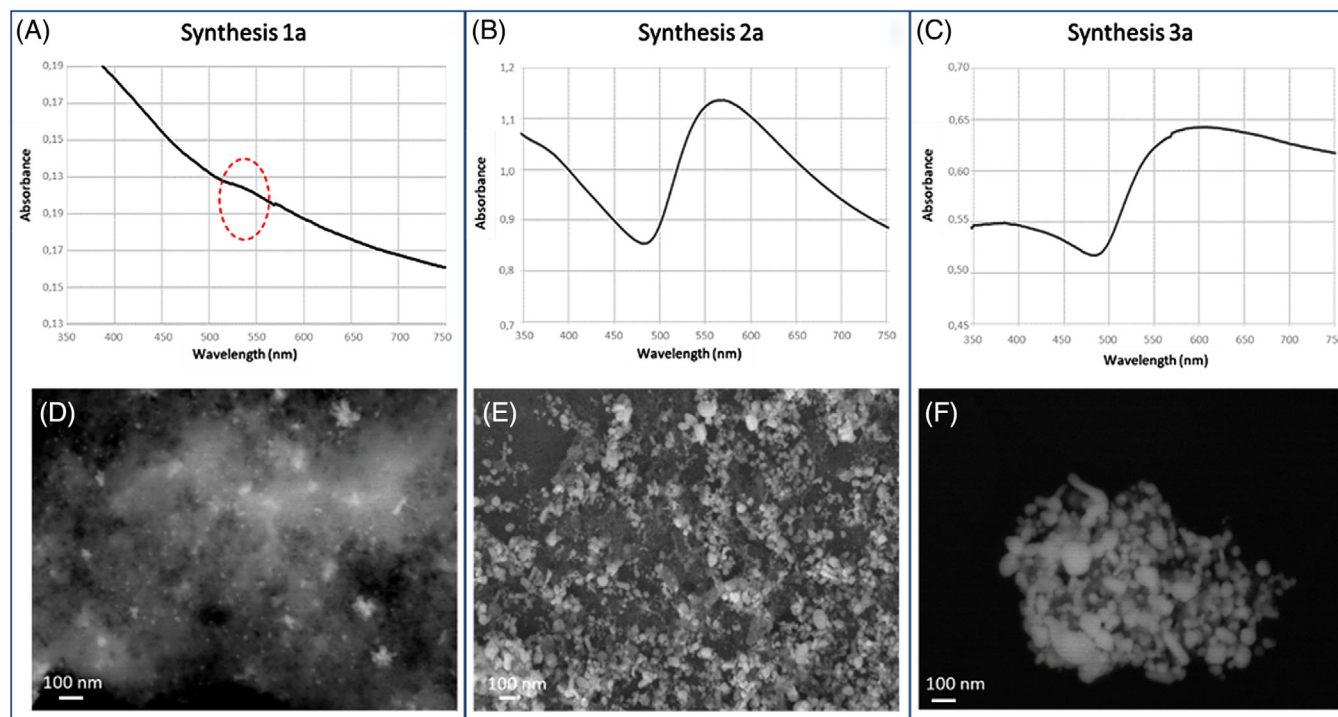 (A)
Synthesis 1a
Absorbance
0,19
0,17
0,15
0,13
0,19
0,17
0,15
0,13
350 400 450 500 550 600 650 700 750
Wavelength (nm)
(B)
Synthesis 2a
Absorbance
1,2
1,1
1,0
0,9
0,8
0,7
350 400 450 500 550 600 650 700 750
Wavelength (nm)
(C)
Synthesis 3a
Absorbance
0,70
0,65
0,60
0,55
0,50
0,45
350 400 450 500 550 600 650 700 750
Wavelength (nm)
(D)
100 nm
(E)
100 nm
(F)
100 nm